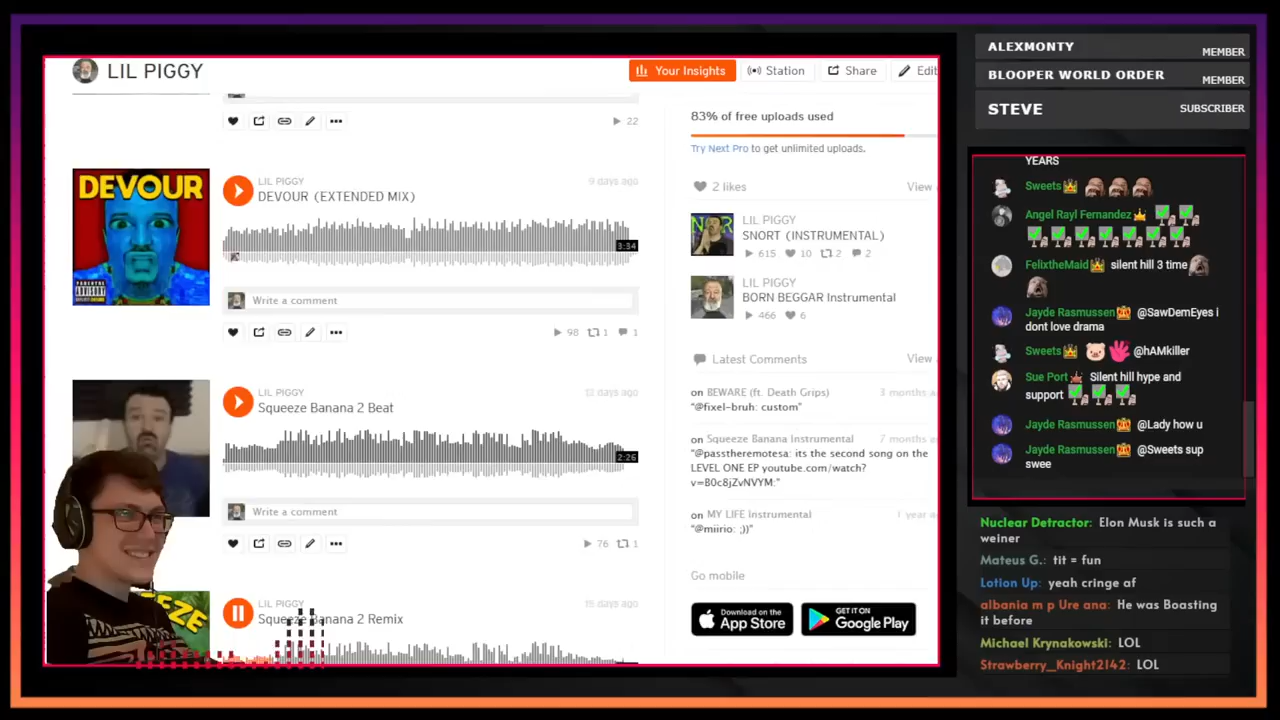 LIL PIGGY
Your Insights
Station
Share
Edit
22
83% of free uploads used
Try Next Pro to get unlimited uploads.
DEVOUR
PARENTAL
ADVISORY
LIL PIGGY
9 days ago
DEVOUR (EXTENDED MIX)
3:34
Write a comment
98
1
1
2 likes
View
LIL PIGGY
SNORT (INSTRUMENTAL)
615
10
2
2
LIL PIGGY
BORN BEGGAR Instrumental
466
6
LIL PIGGY
12 days ago
Squeeze Banana 2 Beat
2:26
Write a comment
76
1
Latest Comments
View
on BEWARE (ft. Death Grips)
3 months
"@fixel-bruh: custom"
on Squeeze Banana Instrumental
7 months
"@passtheremotesa: its the second song on the
LEVEL ONE EP youtube.com/watch?
v=B0c8jZvNVYM:"
on MY LIFE Instrumental
1 year
"@miirio: ;))"
Go mobile
Download on the
App Store
GET IT ON
Google Play
LIL PIGGY
15 days ago
Squeeze Banana 2 Remix
ALEXMONTY
MEMBER
BLOOPER WORLD ORDER
MEMBER
STEVE
SUBSCRIBER
YEARS
Sweets
Angel Rayl Fernandez
FelixtheMaid silent hill 3 time
Jayde Rasmussen @SawDemEyes i
dont love drama
Sweets @hAMkiller
Sue Port Silent hill hype and
support
Jayde Rasmussen @Lady how u
Jayde Rasmussen @Sweets sup
swee
Nuclear Detractor: Elon Musk is such a
weiner
Mateus G.: tit = fun
Lotion Up: yeah cringe af
albania m p Ure ana: He was Boasting
it before
Michael Krynakowski: LOL
Strawberry_Knight2142: LOL